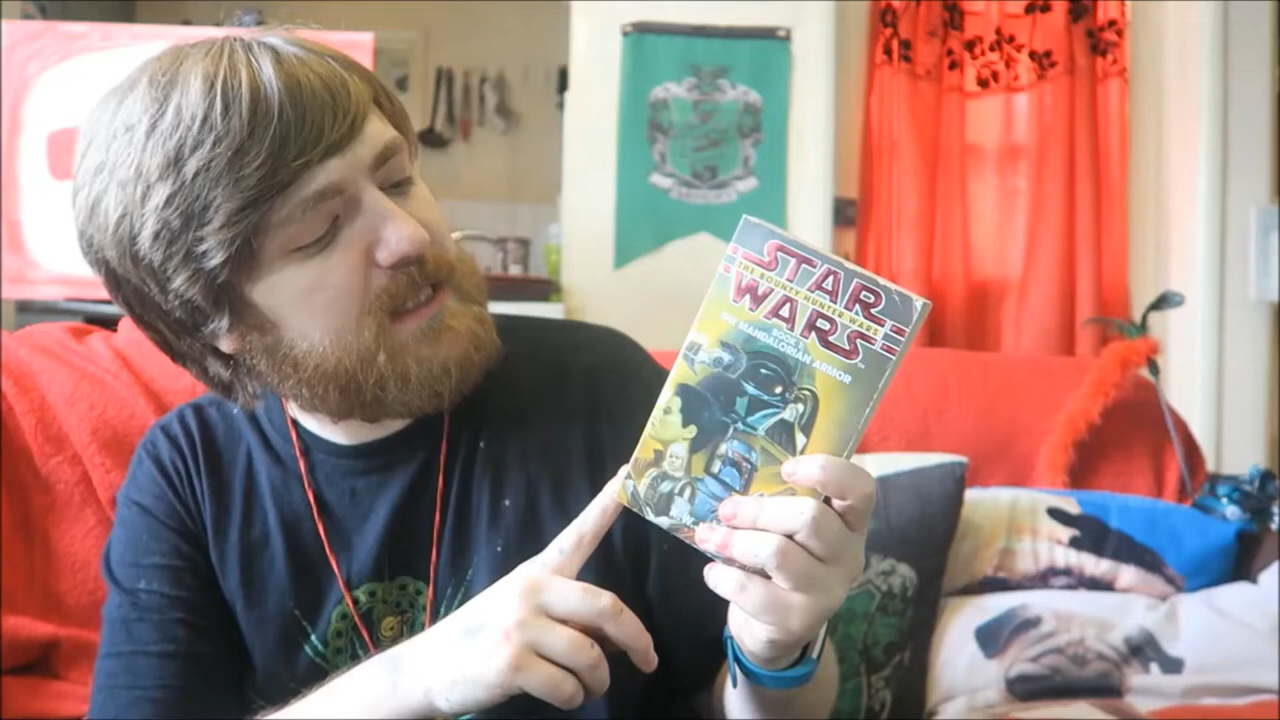 STAR
THE BOUNTY HUNTER WARS
WARS
BOOK 1
THE MANDALORIAN ARMOR